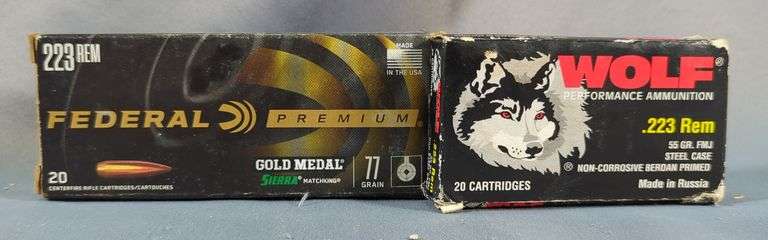 223 REM
MADE
IN THE USA
FEDERAL PREMIUM
GOLD MEDAL
SIERRA MATCHKING
77
GRAIN
20
CENTERFIRE RIFLE CARTRIDGES/CARTOUCHES
WOLF®
PERFORMANCE AMMUNITION
.223 Rem
55 GR. FMJ
STEEL CASE
® NON-CORROSIVE BERDAN PRIMED
20 CARTRIDGES
Made in Russia
.223 Rem